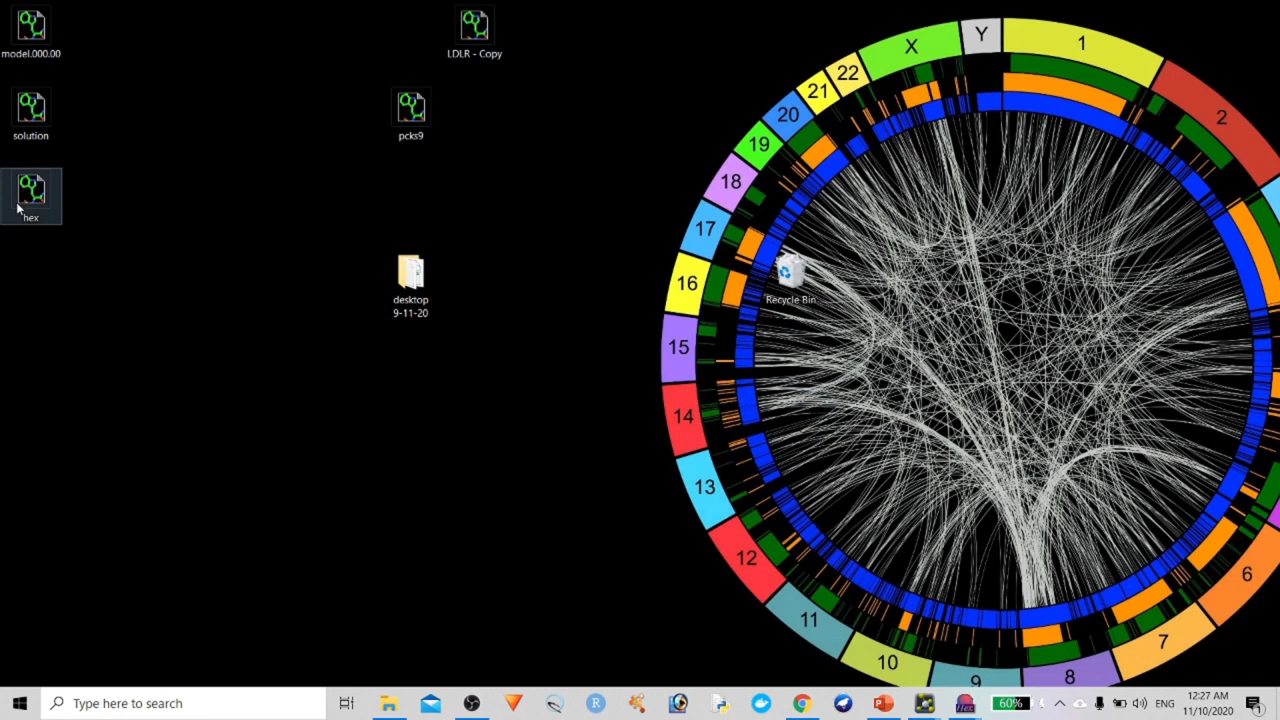 model.000.00
LDLR - Copy
solution
pcks9
hex
desktop
9-11-20
Recycle Bin
X
Y
1
2
22
21
20
19
18
17
16
15
14
13
12
11
10
9
8
7
6
Type here to search
R
Hex
60%
ENG
12:27 AM
11/10/2020
1